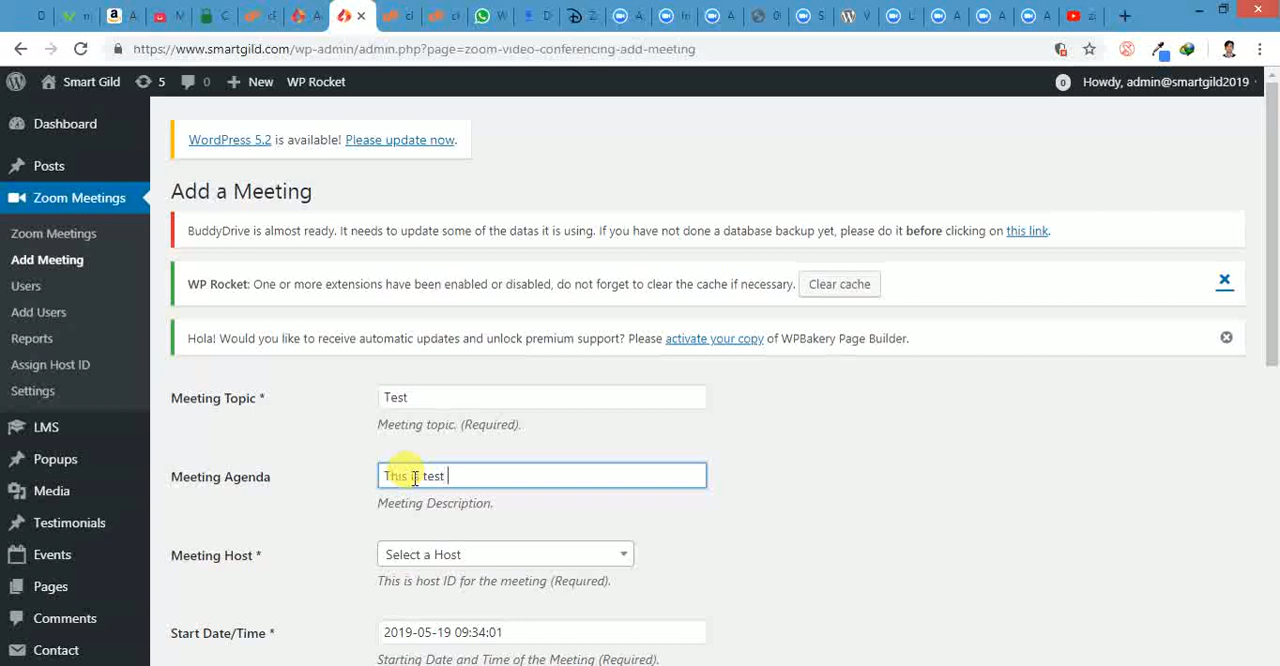 https://www.smartgild.com/wp-admin/admin.php?page=zoom-video-conferencing-add-meeting
Smart Gild 5 0 New WP Rocket 0 Howdy, admin@smartgild2019
Dashboard
Posts
Zoom Meetings
Zoom Meetings
Add Meeting
Users
Add Users
Reports
Assign Host ID
Settings
LMS
Popups
Media
Testimonials
Events
Pages
Comments
Contact
WordPress 5.2 is available! Please update now.
Add a Meeting
BuddyDrive is almost ready. It needs to update some of the datas it is using. If you have not done a database backup yet, please do it before clicking on this link.
WP Rocket: One or more extensions have been enabled or disabled, do not forget to clear the cache if necessary. Clear cache
Hola! Would you like to receive automatic updates and unlock premium support? Please activate your copy of WPBakery Page Builder.
Meeting Topic * Test
Meeting topic. (Required).
Meeting Agenda This is test
Meeting Description.
Meeting Host * Select a Host
This is host ID for the meeting (Required).
Start Date/Time * 2019-05-19 09:34:01
Starting Date and Time of the Meeting (Required).